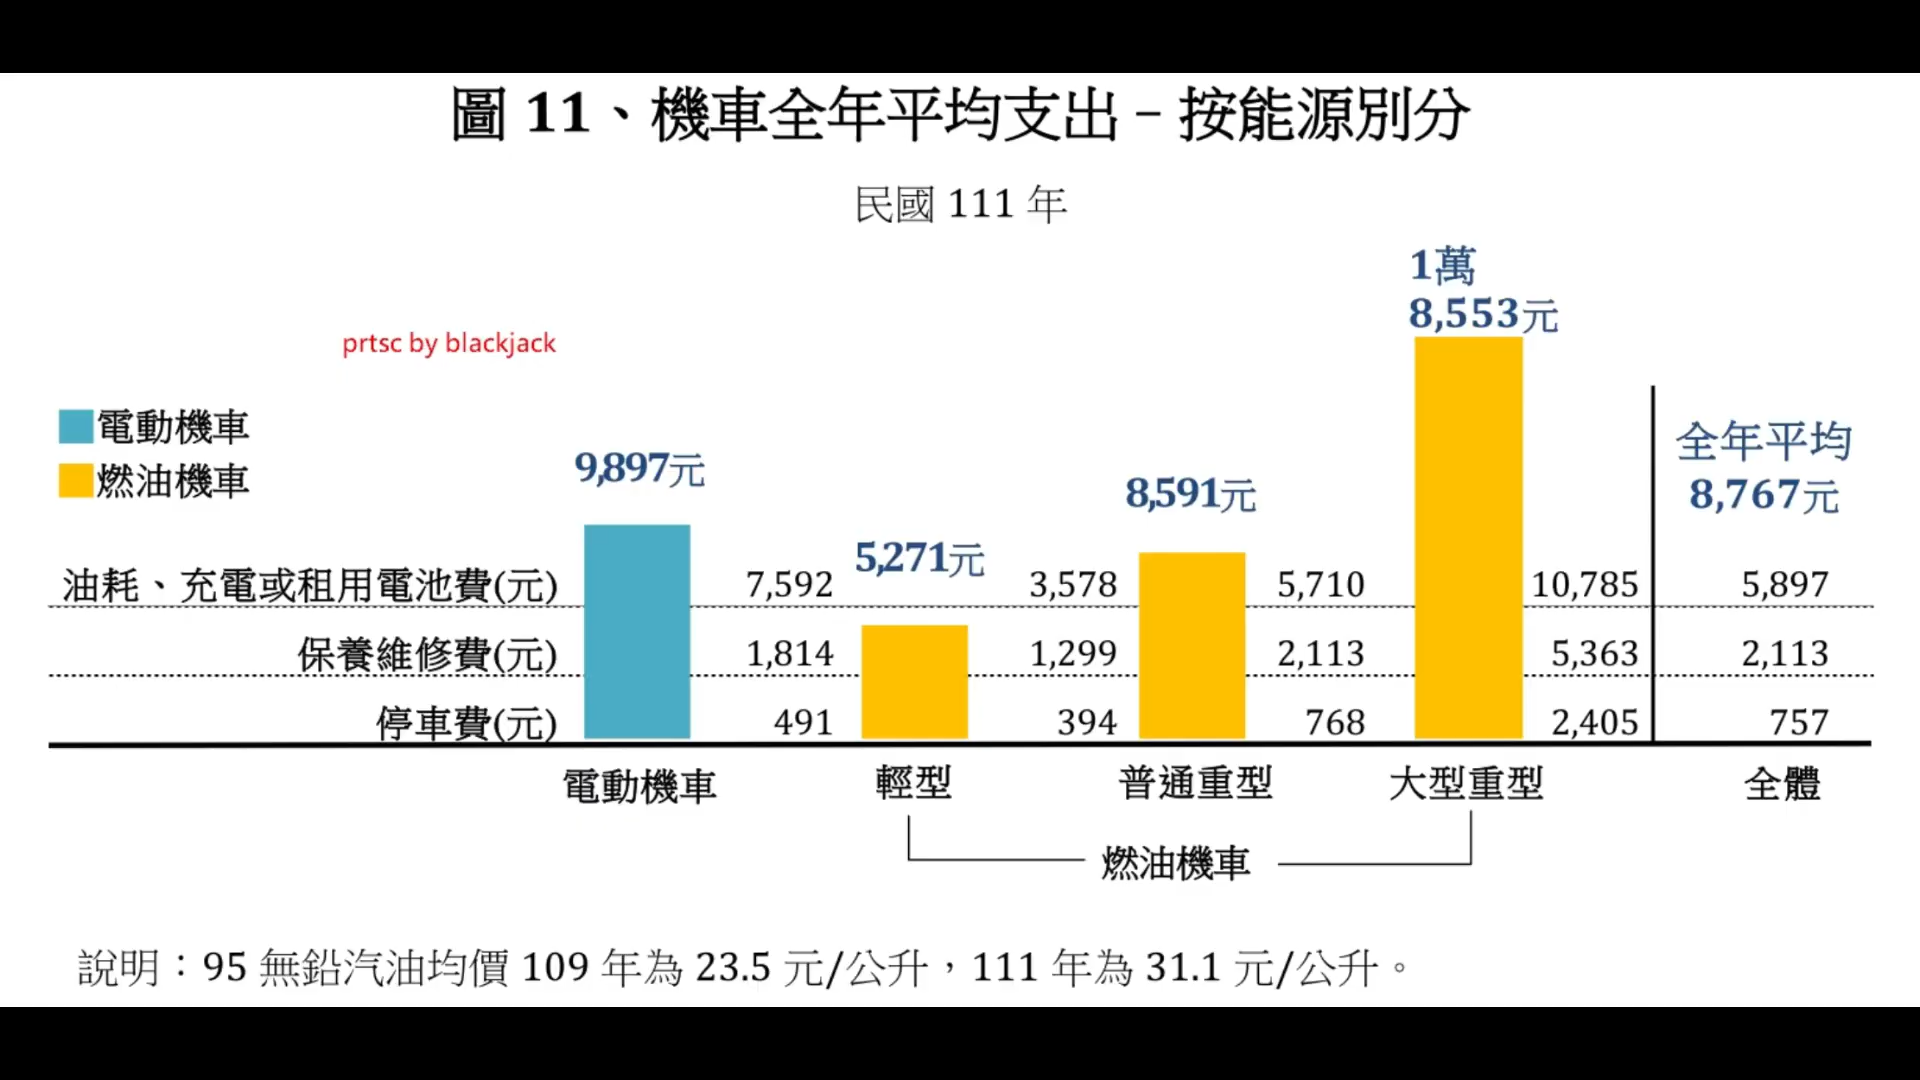 圖 11、機車全年平均支出－按能源別分
民國 111 年
1萬
8,553元
prtsc by blackjack
電動機車
燃油機車
9,897元
5,271元
8,591元
全年平均
8,767元
油耗、充電或租用電池費(元) 7,592 3,578 5,710 10,785 5,897
保養維修費(元) 1,814 1,299 2,113 5,363 2,113
停車費(元) 491 394 768 2,405 757
電動機車 輕型 普通重型 大型重型 全體
燃油機車
說明：95 無鉛汽油均價 109 年為 23.5 元/公升，111 年為 31.1 元/公升。